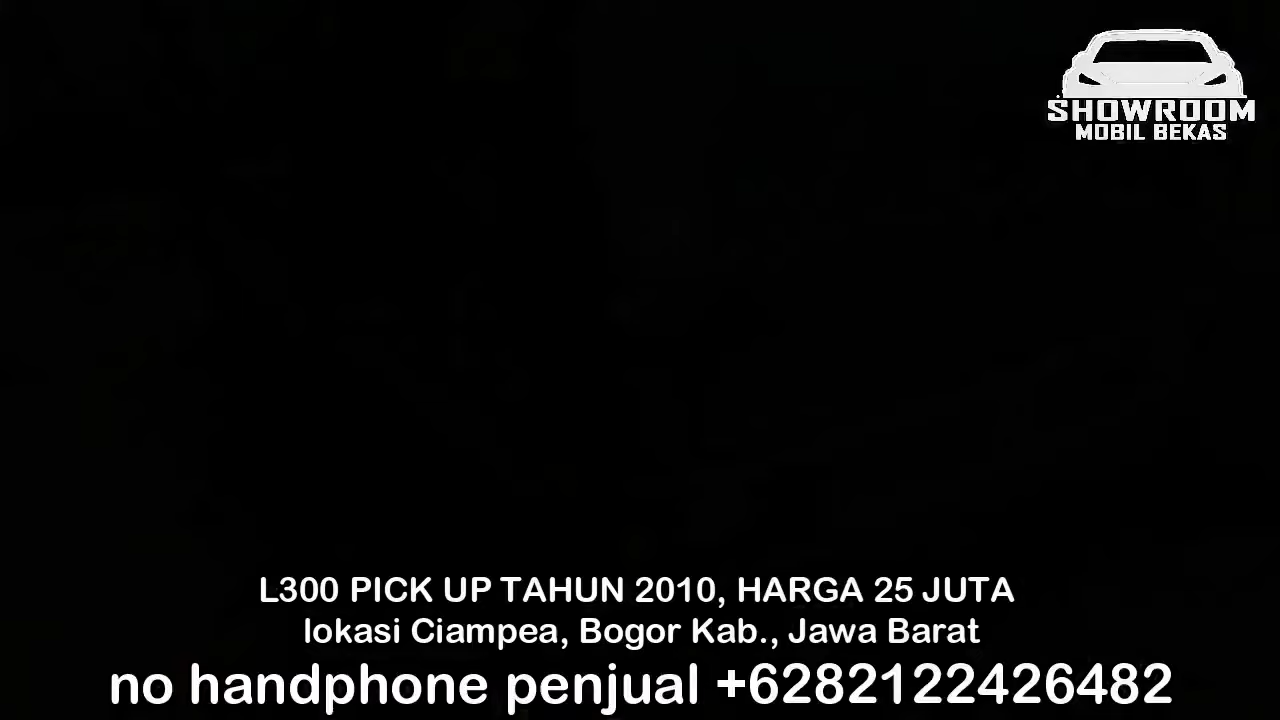 SHOWROOM
MOBIL BEKAS
L300 PICK UP TAHUN 2010, HARGA 25 JUTA
lokasi Ciampea, Bogor Kab., Jawa Barat
no handphone penjual +6282122426482